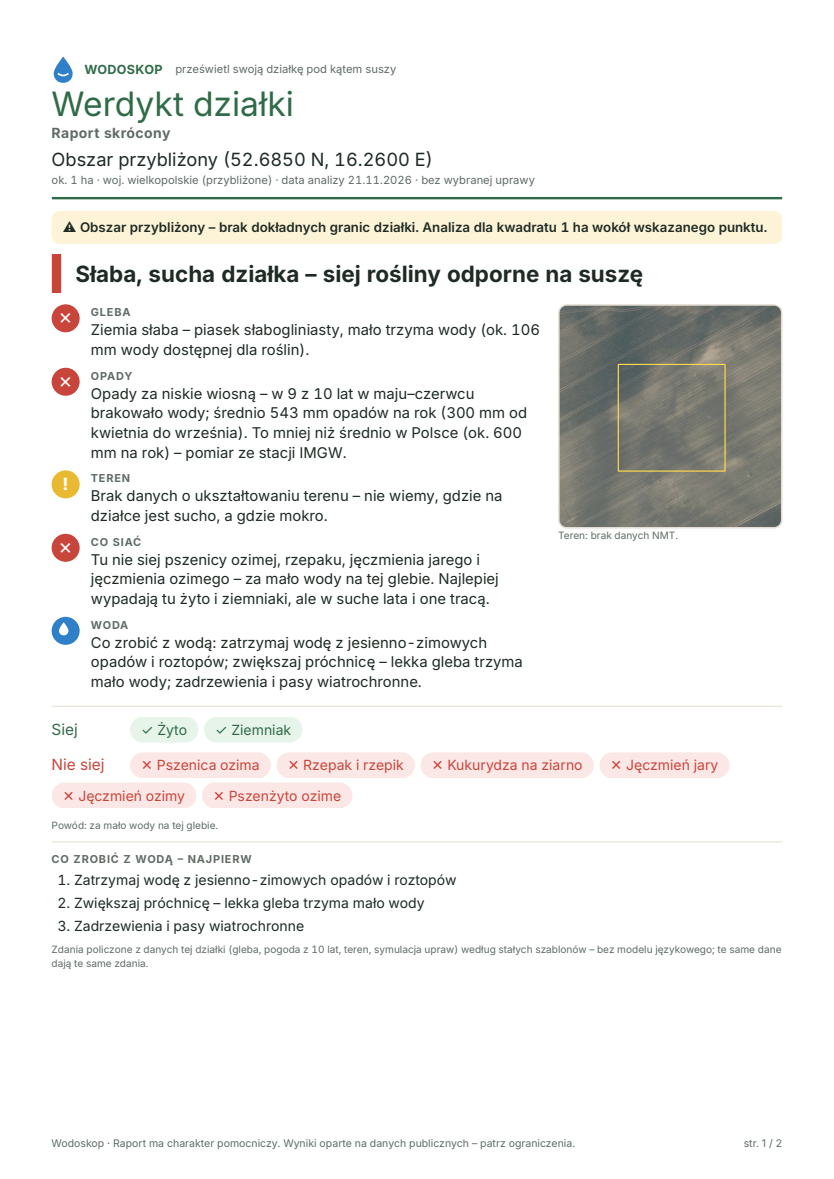 WODOSKOP prześwietl swoją działkę pod kątem suszy
Werdykt działki
Raport skrócony
Obszar przybliżony (52.6850 N, 16.2600 E)
ok. 1 ha · woj. wielkopolskie (przybliżone) · data analizy 21.11.2026 · bez wybranej uprawy
⚠ Obszar przybliżony – brak dokładnych granic działki. Analiza dla kwadratu 1 ha wokół wskazanego punktu.
Słaba, sucha działka – siej rośliny odporne na suszę
GLEBA
Ziemia słaba – piasek słabogliniasty, mało trzyma wody (ok. 106
mm wody dostępnej dla roślin).
OPADY
Opady za niskie wiosną – w 9 z 10 lat w maju–czerwcu
brakowało wody; średnio 543 mm opadów na rok (300 mm od
kwietnia do września). To mniej niż średnio w Polsce (ok. 600
mm na rok) – pomiar ze stacji IMGW.
TEREN
Brak danych o ukształtowaniu terenu – nie wiemy, gdzie na
działce jest sucho, a gdzie mokro.
CO SIAĆ
Tu nie siej pszenicy ozimej, rzepaku, jęczmienia jarego i
jęczmienia ozimego – za mało wody na tej glebie. Najlepiej
wypadają tu żyto i ziemniaki, ale w suche lata i one tracą.
WODA
Co zrobić z wodą: zatrzymaj wodę z jesienno-zimowych
opadów i roztopów; zwiększaj próchnicę – lekka gleba trzyma
mało wody; zadrzewienia i pasy wiatrochronne.
Teren: brak danych NMT.
Siej ✓ Żyto ✓ Ziemniak
Nie siej ✕ Pszenica ozima ✕ Rzepak i rzepik ✕ Kukurydza na ziarno ✕ Jęczmień jary
✕ Jęczmień ozimy ✕ Pszenżyto ozime
Powód: za mało wody na tej glebie.
CO ZROBIĆ Z WODĄ – NAJPIERW
1. Zatrzymaj wodę z jesienno-zimowych opadów i roztopów
2. Zwiększaj próchnicę – lekka gleba trzyma mało wody
3. Zadrzewienia i pasy wiatrochronne
Zdania policzone z danych tej działki (gleba, pogoda z 10 lat, teren, symulacja upraw) według stałych szablonów – bez modelu językowego; te same dane
dają te same zdania.
Wodoskop · Raport ma charakter pomocniczy. Wyniki oparte na danych publicznych – patrz ograniczenia. str. 1 / 2